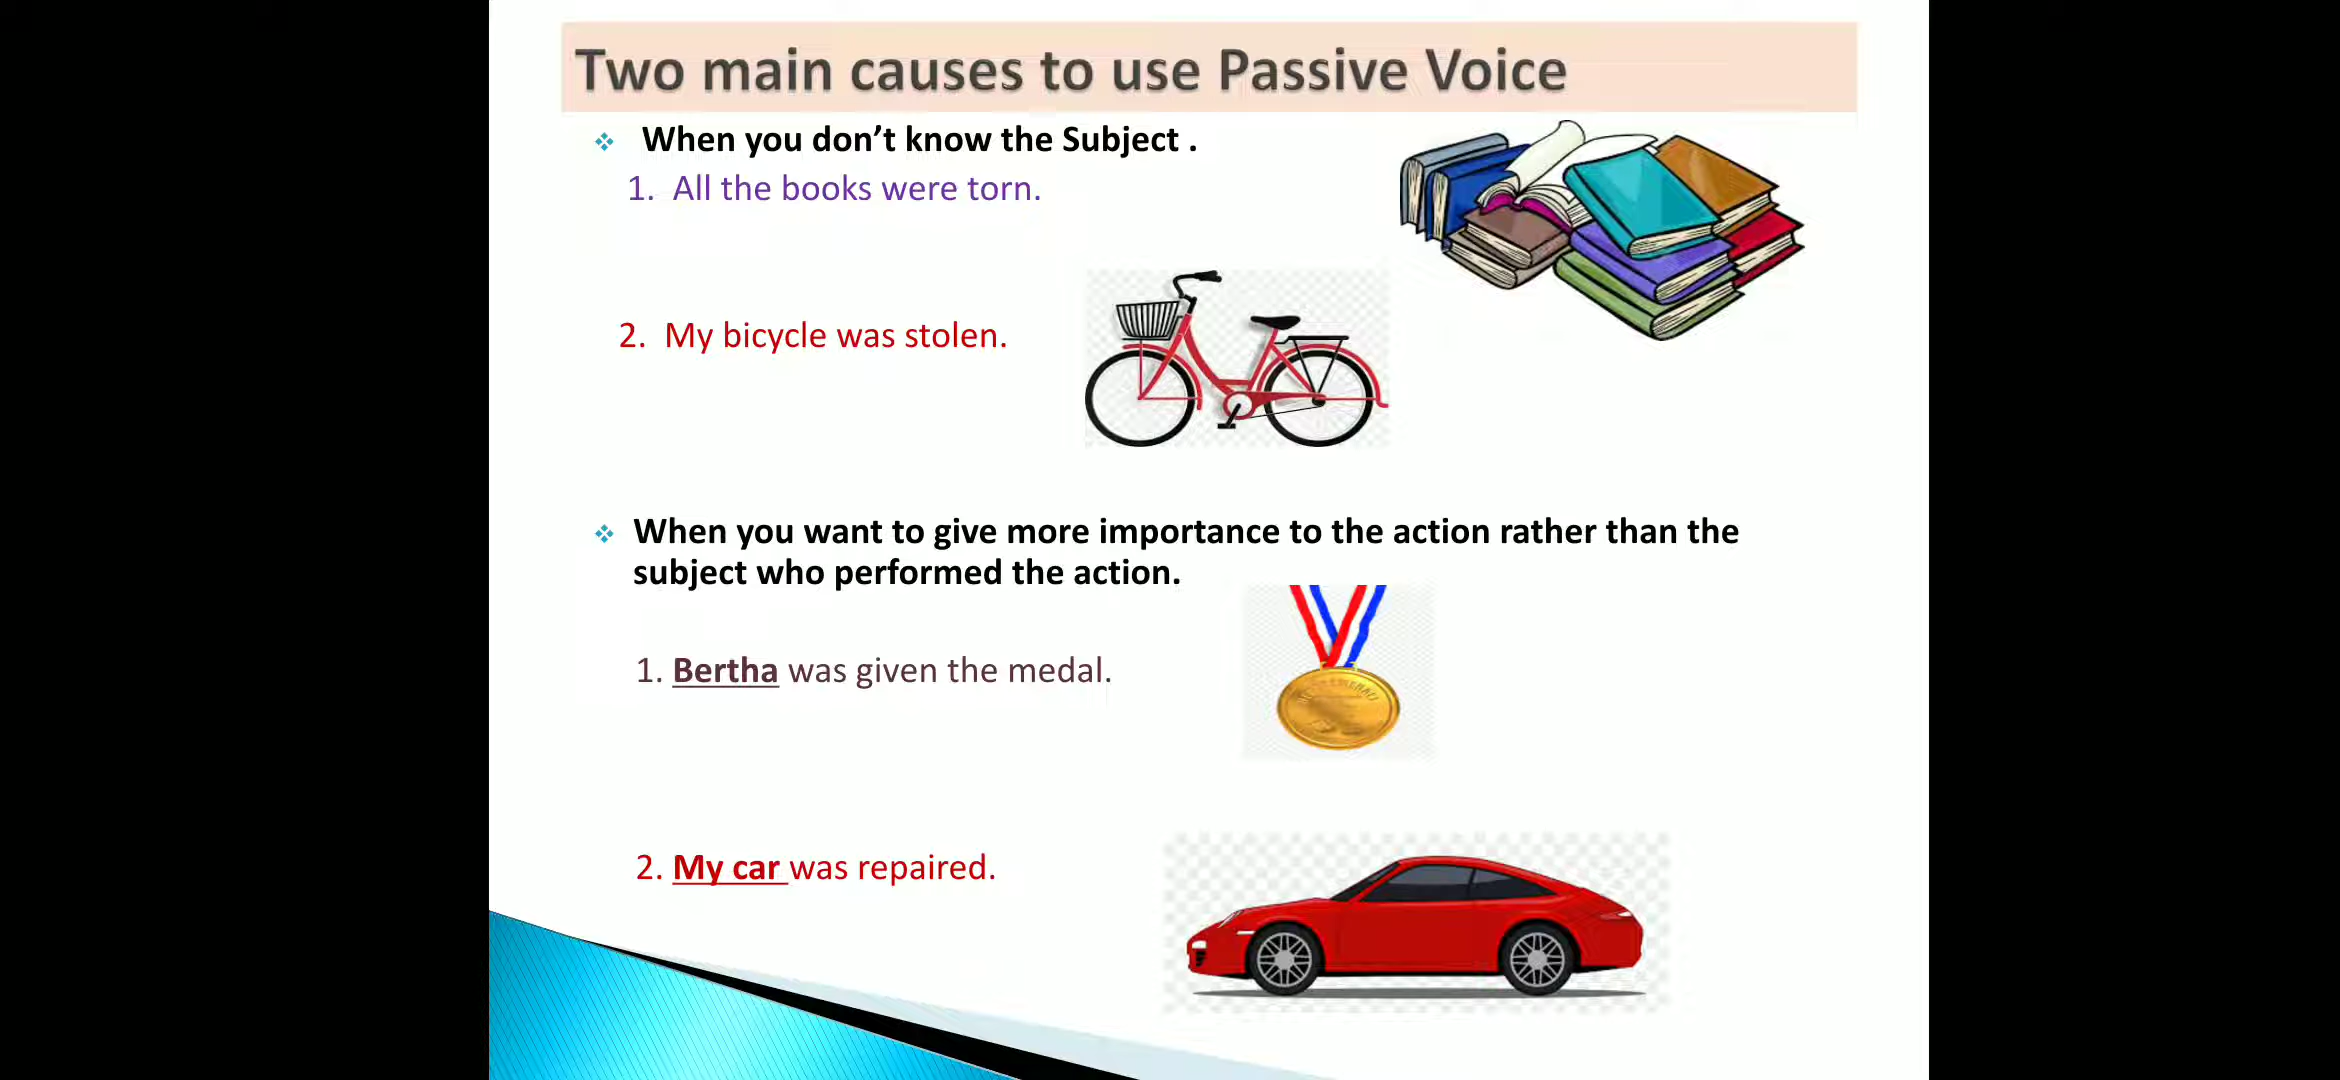 Two main causes to use Passive Voice
When you don’t know the Subject .
1. All the books were torn.
2. My bicycle was stolen.
When you want to give more importance to the action rather than the
subject who performed the action.
1. Bertha was given the medal.
2. My car was repaired.